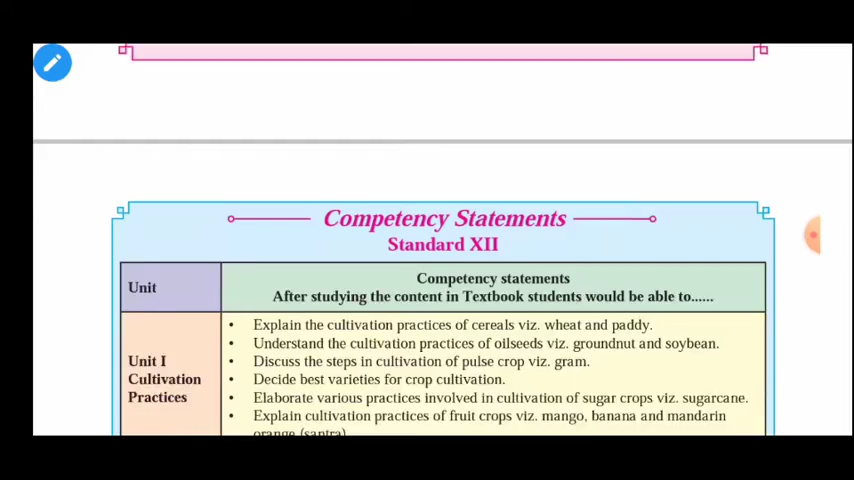 Competency Statements
Standard XII
Unit
Competency statements
After studying the content in Textbook students would be able to......
Unit I
Cultivation
Practices
• Explain the cultivation practices of cereals viz. wheat and paddy.
• Understand the cultivation practices of oilseeds viz. groundnut and soybean.
• Discuss the steps in cultivation of pulse crop viz. gram.
• Decide best varieties for crop cultivation.
• Elaborate various practices involved in cultivation of sugar crops viz. sugarcane.
• Explain cultivation practices of fruit crops viz. mango, banana and mandarin
orange (santra)